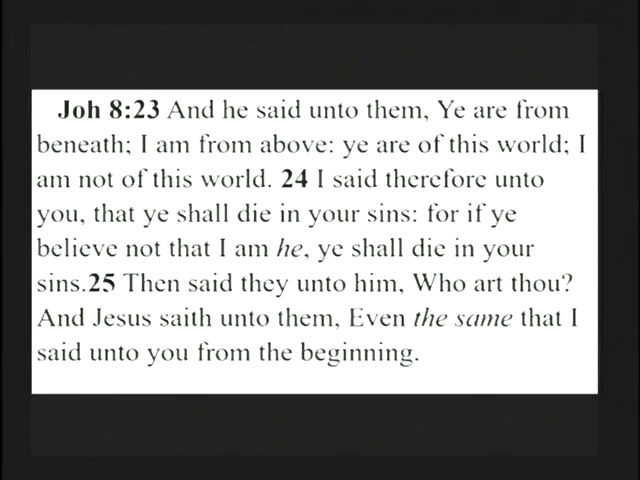 Joh 8:23 And he said unto them, Ye are from
beneath; I am from above: ye are of this world; I
am not of this world. 24 I said therefore unto
you, that ye shall die in your sins: for if ye
believe not that I am he, ye shall die in your
sins.25 Then said they unto him, Who art thou?
And Jesus saith unto them, Even the same that I
said unto you from the beginning.